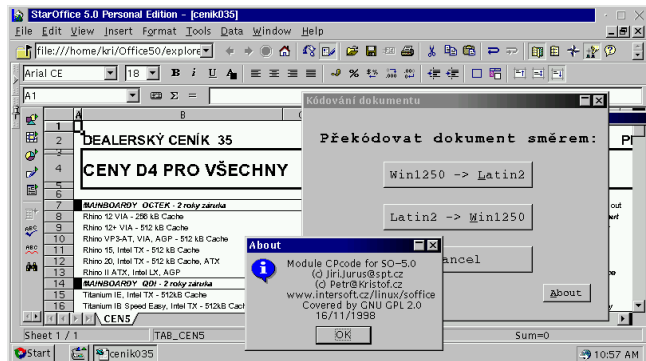 StarOffice 5.0 Personal Edition - [cenik035]
File Edit View Insert Format Tools Data Window Help
file:///home/kri/Office50/explore
Arial CE 18 B i U A
A1 Σ =
A B
1
2 DEALERSKÝ CENÍK 35
3
4 CENY D4 PRO VŠECHNY
5
6
7 MAINBOARDY OCTEK - 2 roky záruka
8 Rhino 12 VIA - 256 kB Cache
9 Rhino 12+ VIA - 512 kB Cache
10 Rhino VP3-AT, VIA, AGP - 512 kB Cache
11 Rhino 15, Intel TX - 512 kB Cache
12 Rhino 20, Intel TX - 512 kB Cache, ATX
13 Rhino II ATX, Intel LX, AGP
14 MAINBOARDY QDI - 2 roky záruka
15 Titanium IE, Intel TX - 512kB Cache
16 Titanium IB Speed Easy, Intel TX - 512kB Cach
CEN5
Kódování dokumentu
Překódovat dokument směrem:
Win1250 -> Latin2
Latin2 -> Win1250
ancel
About
out
About
Module CPcode for SO-5.0
(c) Jiri.Jurus@spt.cz
(c) Petr@Kristof.cz
www.intersoft.cz/linux/soffice
Covered by GNU GPL 2.0
16/11/1998
OK
Sheet 1 / 1 TAB_CEN5 Sum=0
Start cenik035 10:57 AM